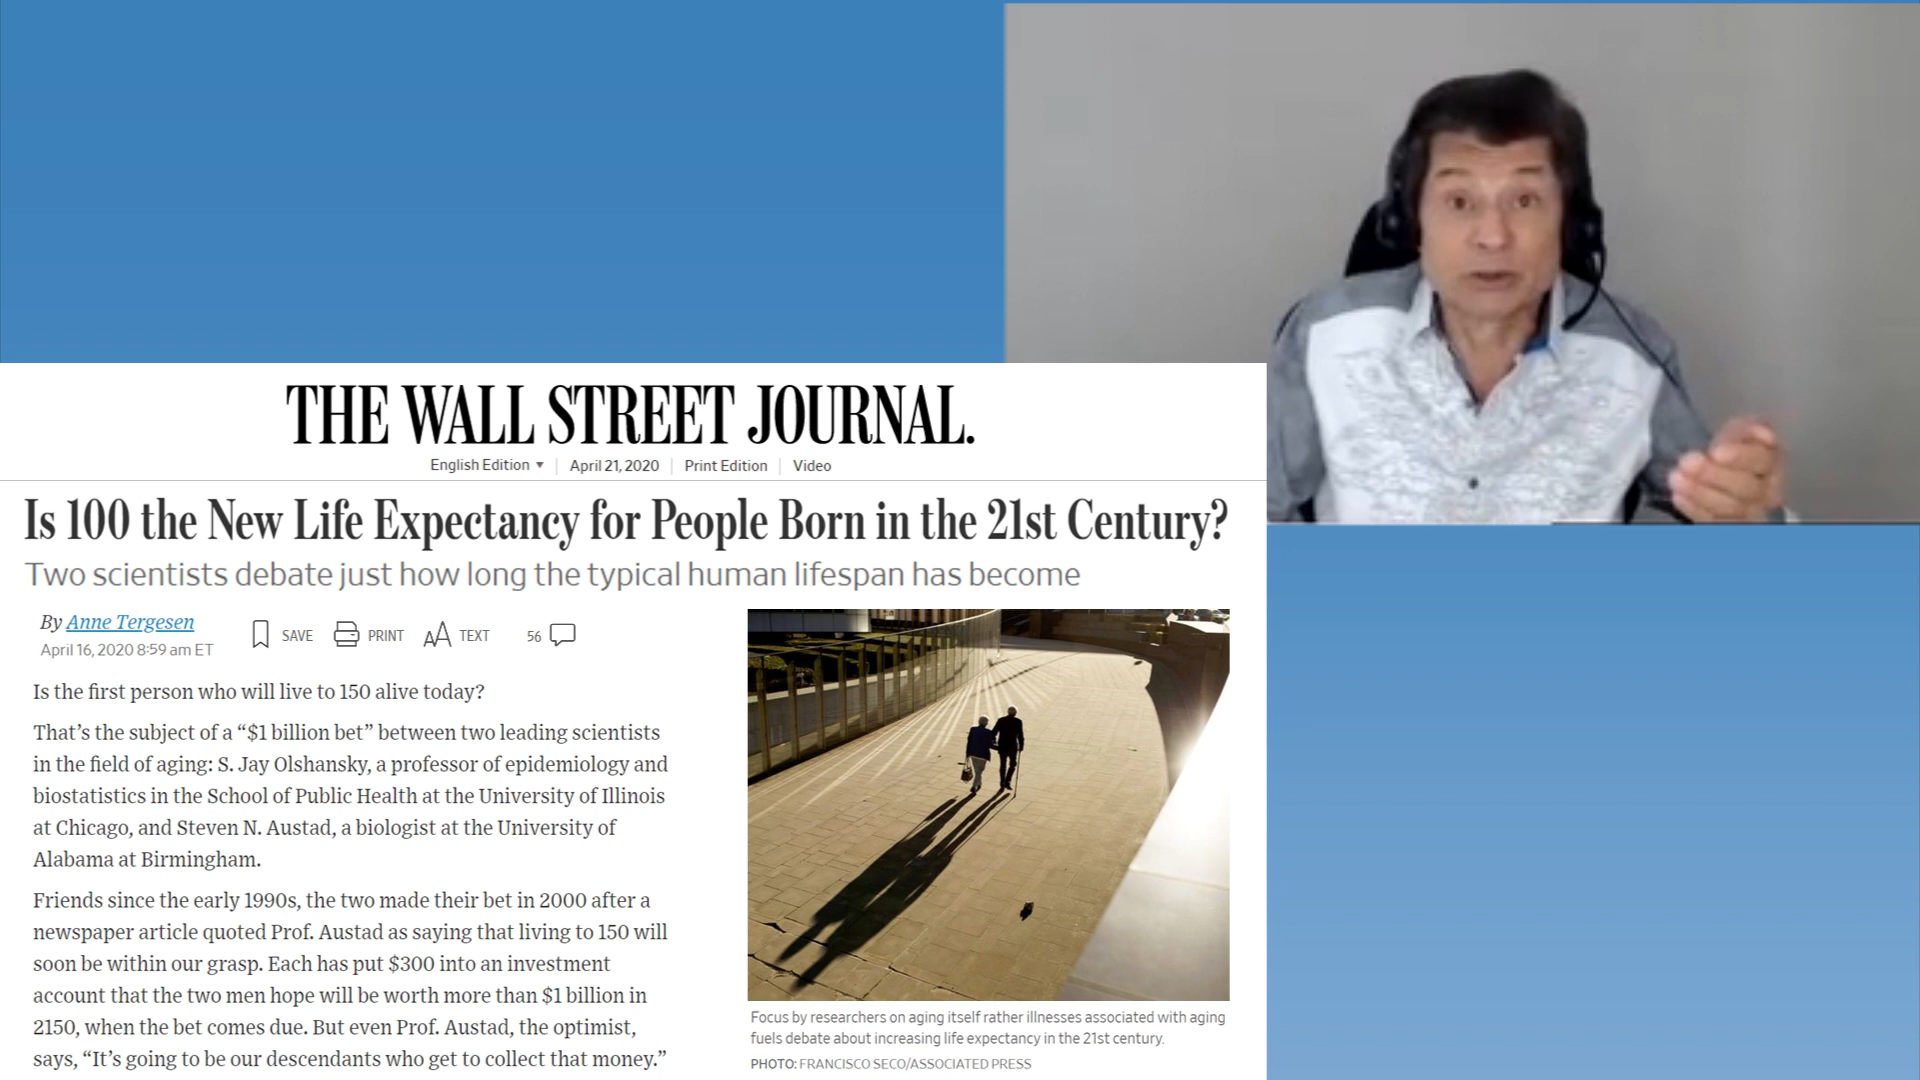 THE WALL STREET JOURNAL.
English Edition ▾ | April 21, 2020 | Print Edition | Video
Is 100 the New Life Expectancy for People Born in the 21st Century?
Two scientists debate just how long the typical human lifespan has become
By Anne Tergesen
April 16, 2020 8:59 am ET
SAVE PRINT AA TEXT 56
Is the first person who will live to 150 alive today?
That’s the subject of a “$1 billion bet” between two leading scientists
in the field of aging: S. Jay Olshansky, a professor of epidemiology and
biostatistics in the School of Public Health at the University of Illinois
at Chicago, and Steven N. Austad, a biologist at the University of
Alabama at Birmingham.
Friends since the early 1990s, the two made their bet in 2000 after a
newspaper article quoted Prof. Austad as saying that living to 150 will
soon be within our grasp. Each has put $300 into an investment
account that the two men hope will be worth more than $1 billion in
2150, when the bet comes due. But even Prof. Austad, the optimist,
says, “It’s going to be our descendants who get to collect that money.”
Focus by researchers on aging itself rather illnesses associated with aging
fuels debate about increasing life expectancy in the 21st century.
PHOTO: FRANCISCO SECO/ASSOCIATED PRESS